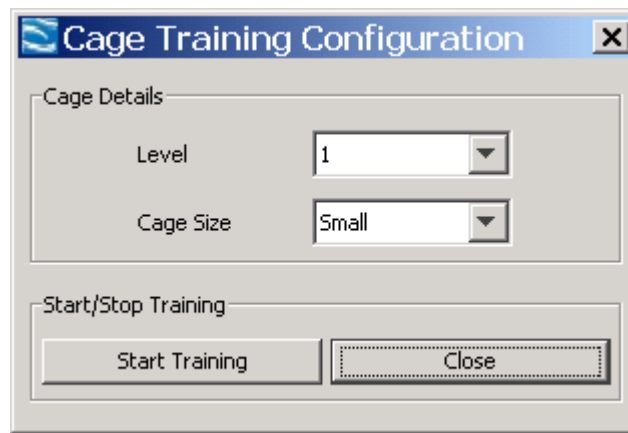 Cage Training Configuration
Cage Details
Level 1
Cage Size Small
Start/Stop Training
Start Training Close